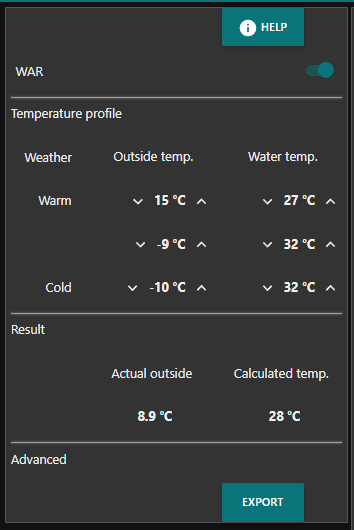 HELP
WAR
Temperature profile
Weather Outside temp. Water temp.
Warm 15 °C 27 °C
-9 °C 32 °C
Cold -10 °C 32 °C
Result
Actual outside Calculated temp.
8.9 °C 28 °C
Advanced
EXPORT